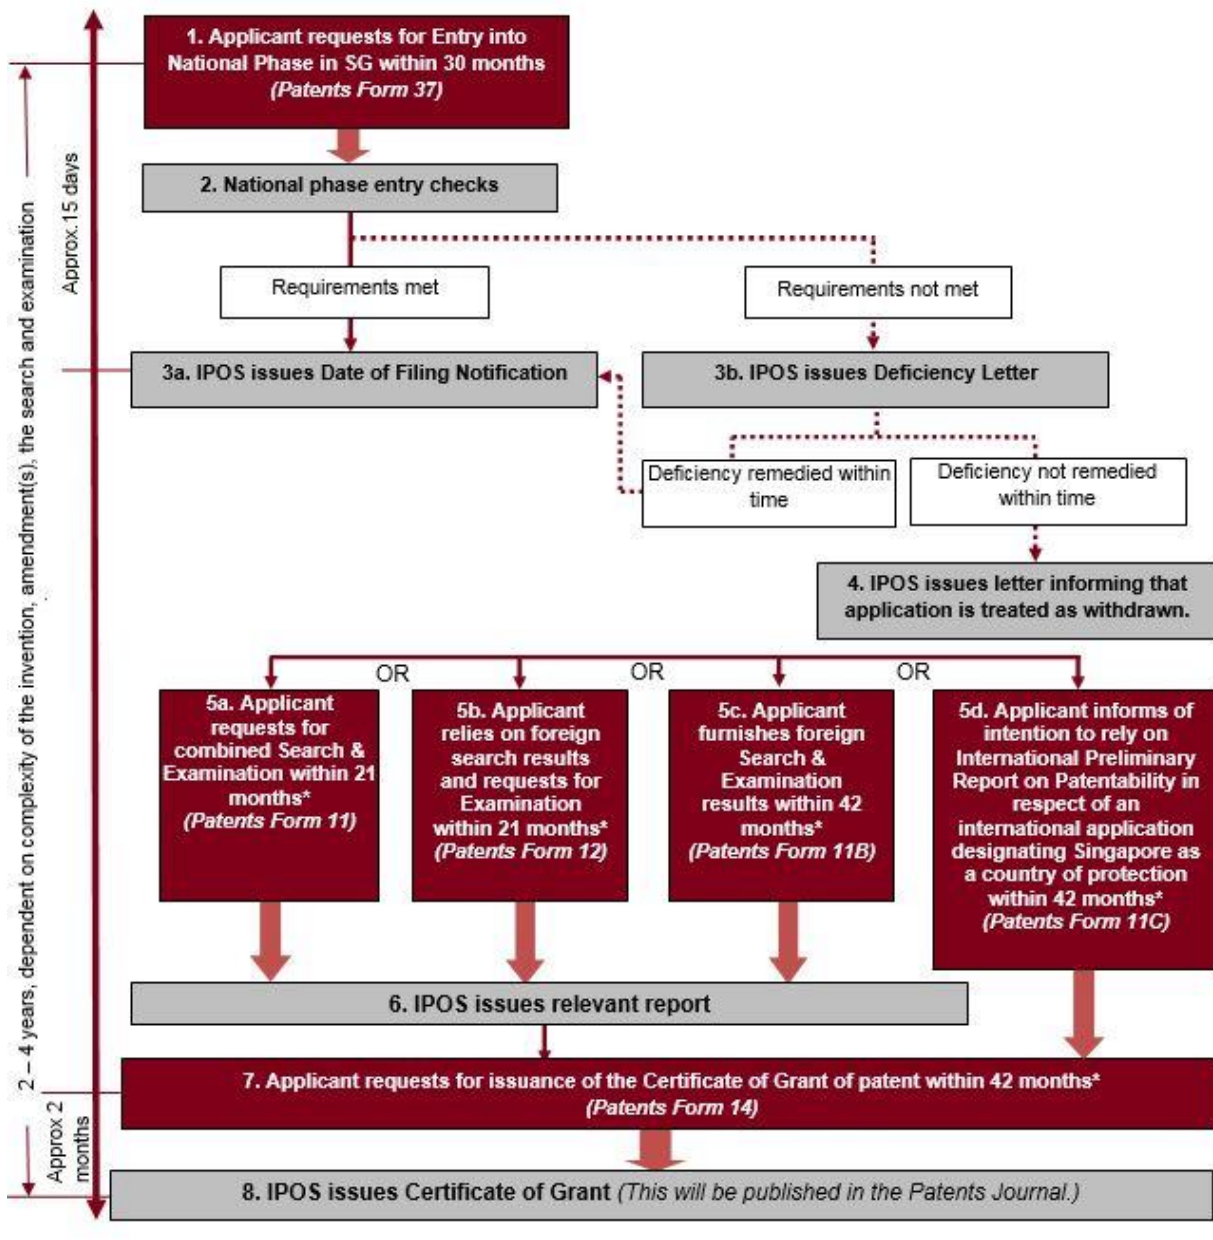 1. Applicant requests for Entry into
National Phase in SG within 30 months
(Patents Form 37)
2. National phase entry checks
Approx.15 days
Requirements met
Requirements not met
3a. IPOS issues Date of Filing Notification
3b. IPOS issues Deficiency Letter
Deficiency remedied within
time
Deficiency not remedied
within time
4. IPOS issues letter informing that
application is treated as withdrawn.
2 – 4 years, dependent on complexity of the invention, amendment(s), the search and examination
OR
OR
OR
5a. Applicant
requests for
combined Search &
Examination within 21
months*
(Patents Form 11)
5b. Applicant
relies on foreign
search results
and requests for
Examination
within 21 months*
(Patents Form 12)
5c. Applicant
furnishes foreign
Search &
Examination
results within 42
months*
(Patents Form 11B)
5d. Applicant informs of
intention to rely on
International Preliminary
Report on Patentability in
respect of an
international application
designating Singapore as
a country of protection
within 42 months*
(Patents Form 11C)
6. IPOS issues relevant report
7. Applicant requests for issuance of the Certificate of Grant of patent within 42 months*
(Patents Form 14)
Approx 2
months
8. IPOS issues Certificate of Grant (This will be published in the Patents Journal.)